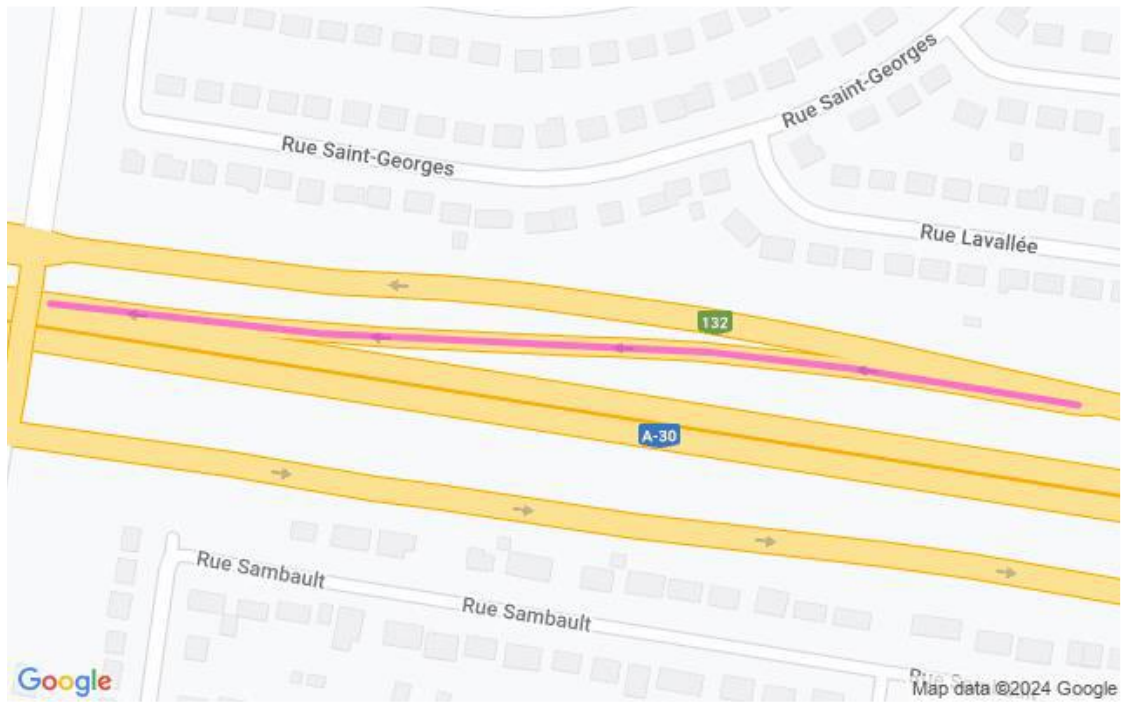 Rue Saint-Georges
Rue Saint-Georges
Rue Lavallée
132
A-30
Rue Sambault
Rue Sambault
Google
Map data ©2024 Google